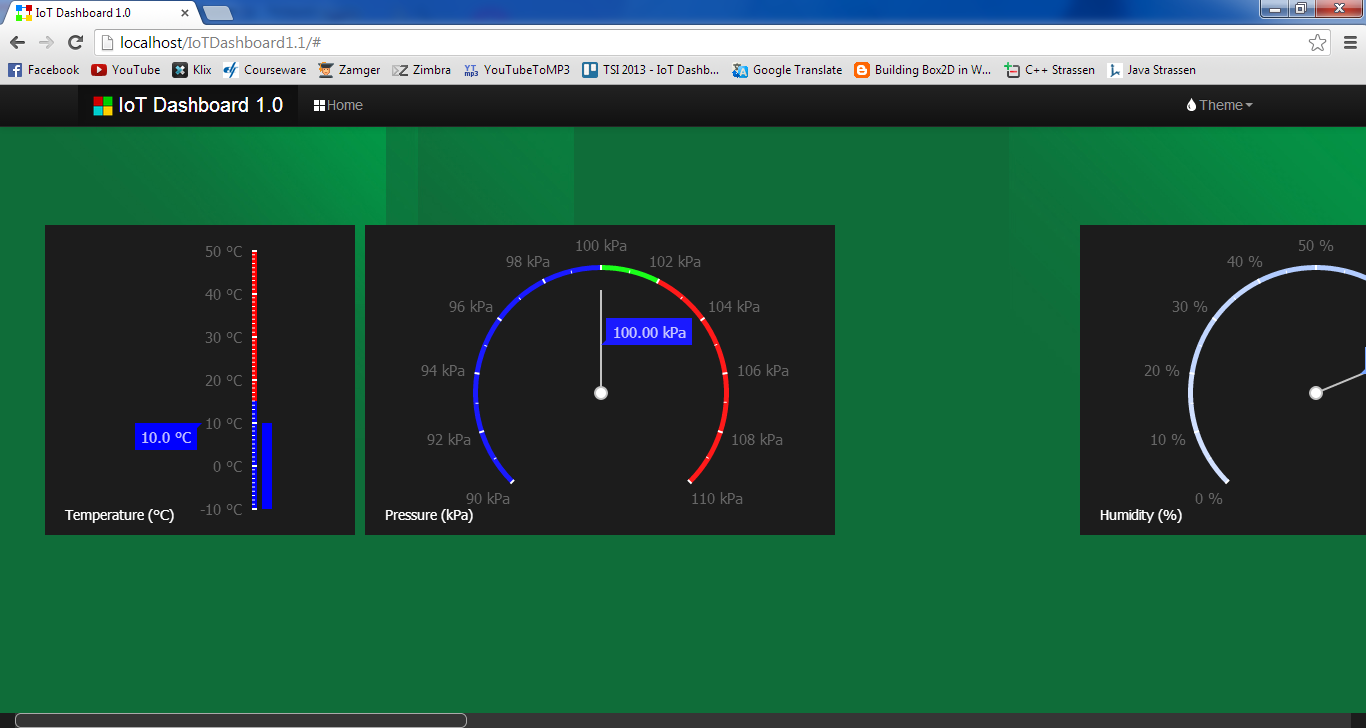 IoT Dashboard 1.0
localhost/IoTDashboard1.1/#
Facebook YouTube Klix Courseware Zamger Zimbra YouTubeToMP3 TSI 2013 - IoT Dashb... Google Translate Building Box2D in W... C++ Strassen Java Strassen
IoT Dashboard 1.0 Home Theme
50 °C
40 °C
30 °C
20 °C
10 °C
10.0 °C
0 °C
-10 °C
Temperature (°C)
100 kPa
98 kPa 102 kPa
96 kPa 104 kPa
100.00 kPa
94 kPa 106 kPa
92 kPa 108 kPa
90 kPa 110 kPa
Pressure (kPa)
50 %
40 %
30 %
20 %
10 %
0 %
Humidity (%)